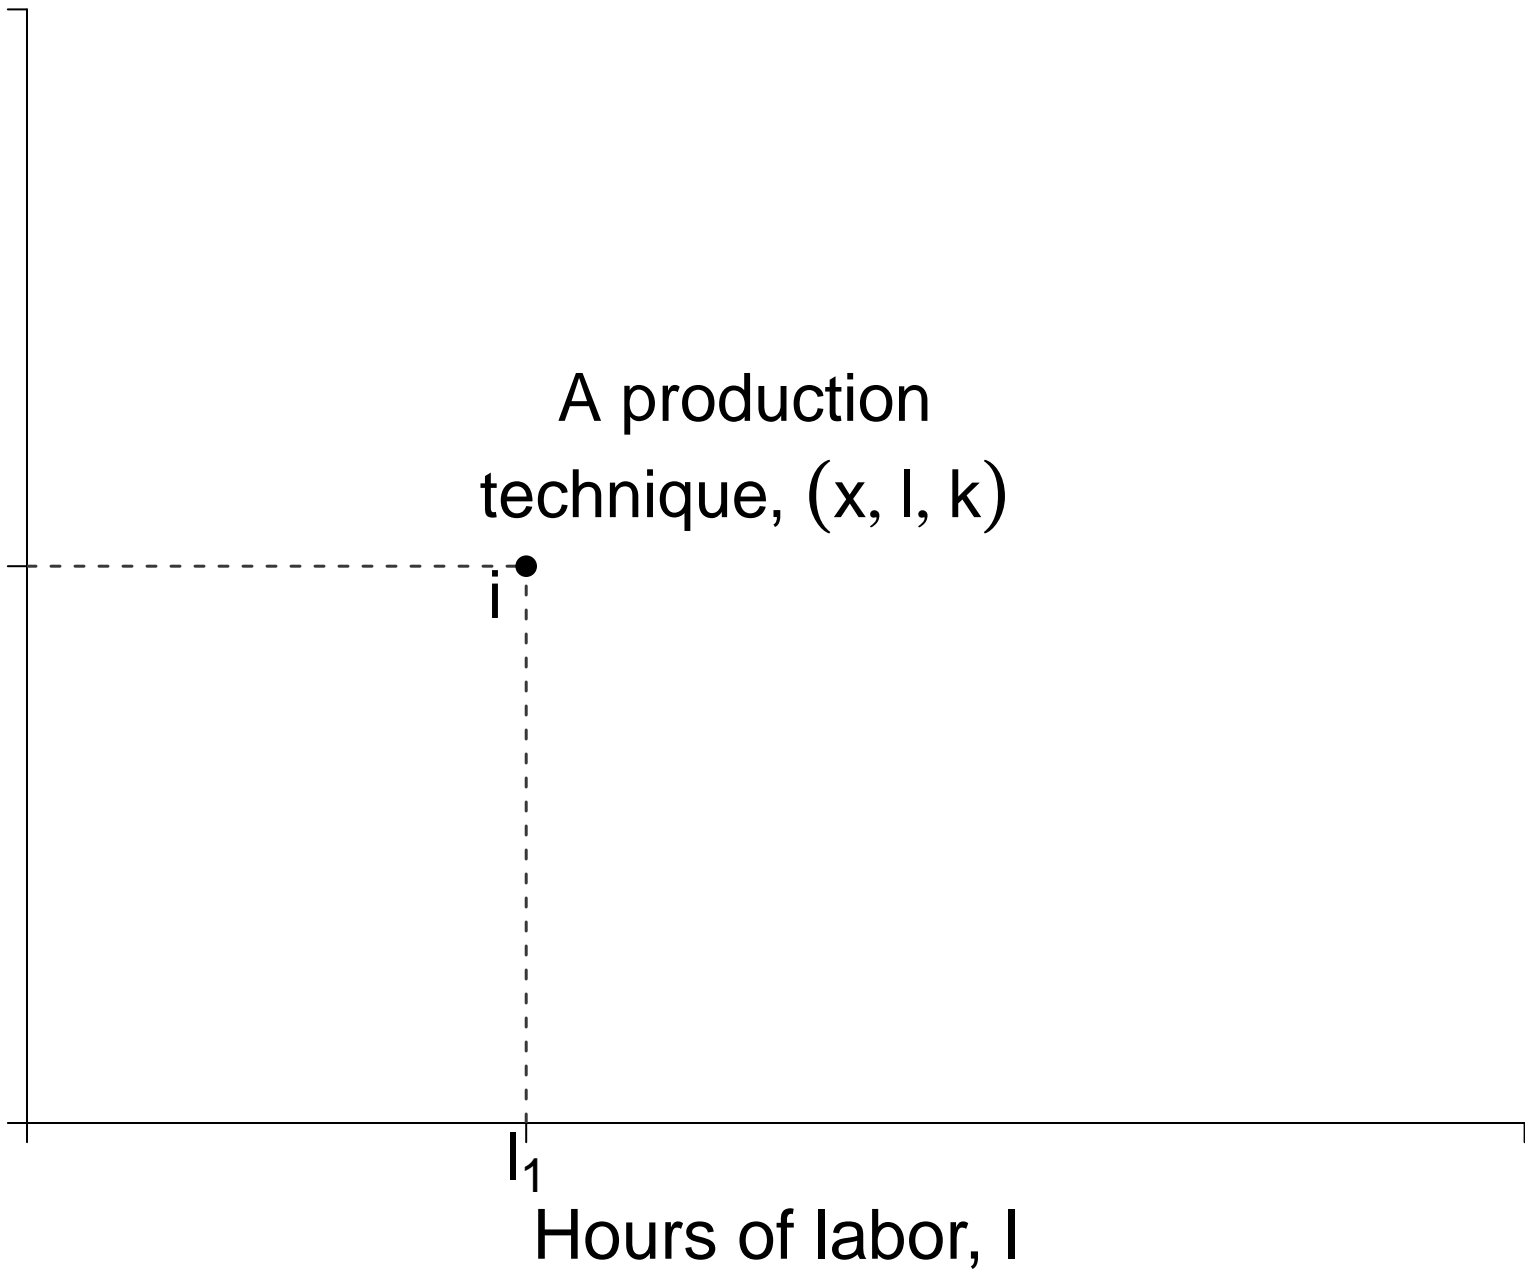 A production
technique, (x, l, k)
i
l₁
Hours of labor, l